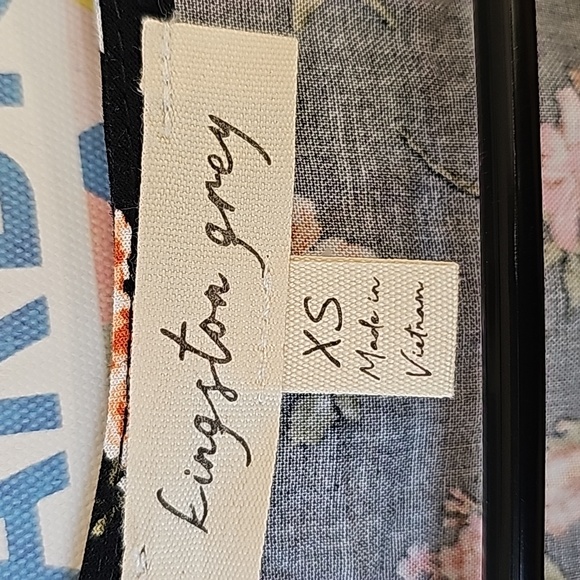 kingston grey
XS
Made in
Vietnam